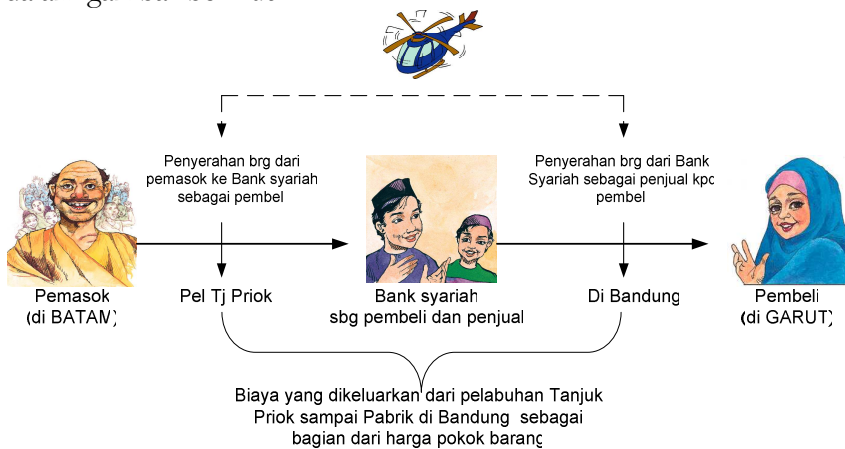 Penyerahan brg dari
pemasok ke Bank syariah
sebagai pembel
Penyerahan brg dari Bank
Syariah sebagai penjual kpc
pembel
Pemasok
(di BATAM)
Pel Tj Priok
Bank syariah
sbg pembeli dan penjual
Di Bandung
Pembeli
(di GARUT)
Biaya yang dikeluarkan dari pelabuhan Tanjuk
Priok sampai Pabrik di Bandung sebagai
bagian dari harga pokok barang